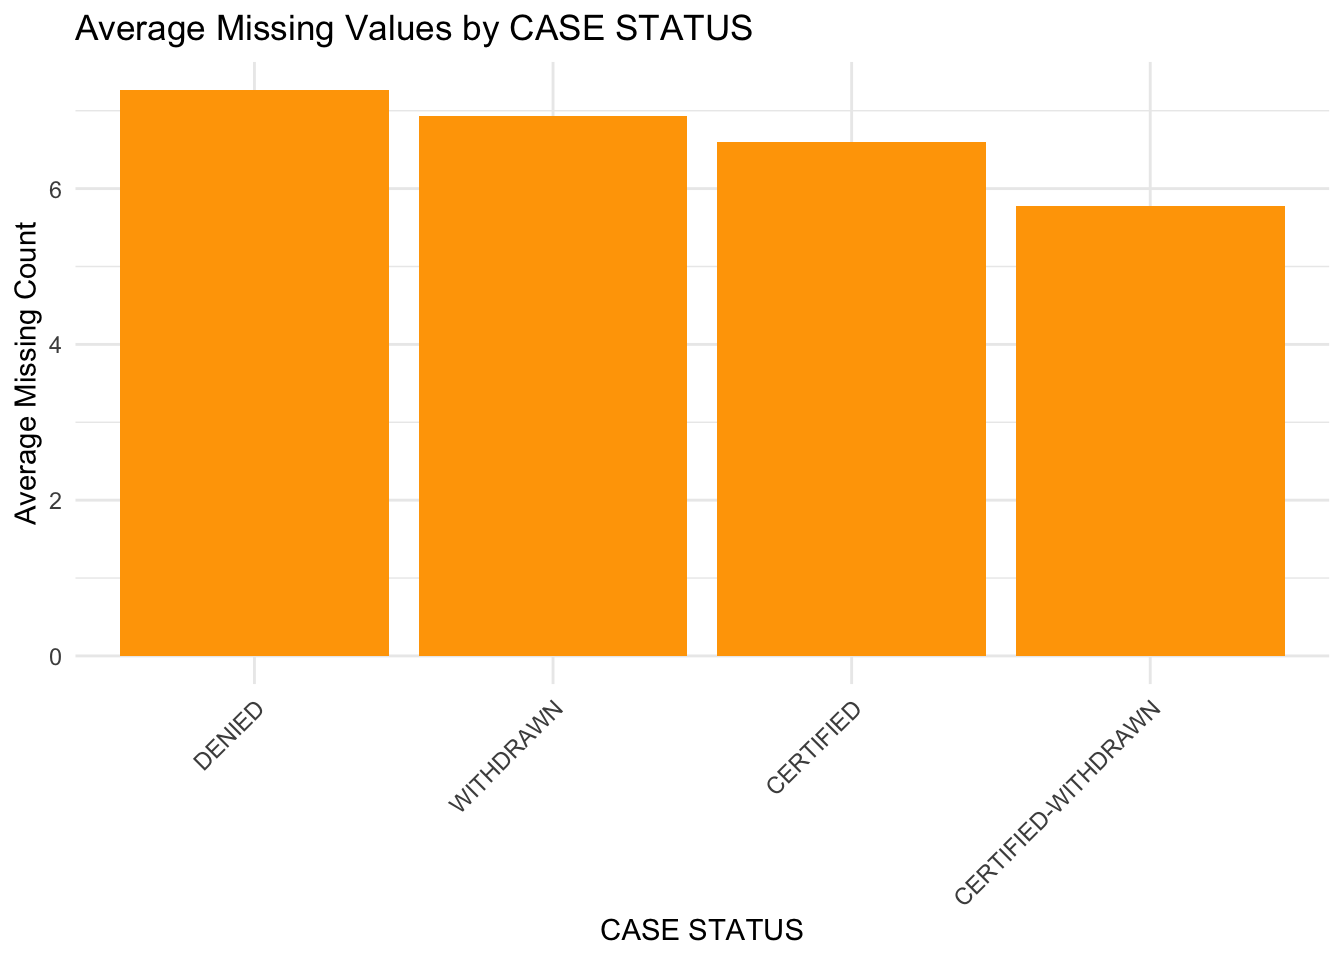 Average Missing Values by CASE STATUS
Average Missing Count
6
4
2
0
DENIED
WITHDRAWN
CERTIFIED
CERTIFIED-WITHDRAWN
CASE STATUS